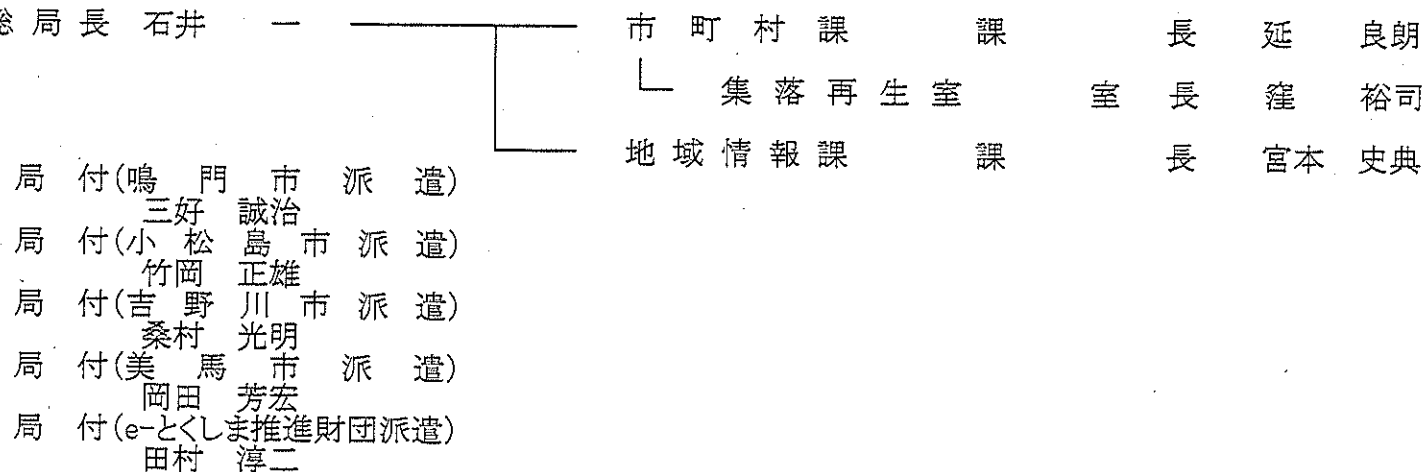 総局長 石井 一 市町村課 課長 延 良朗
集落再生室 室長 窪 裕司
地域情報課 課長 宮本 史典
局付(鳴門市派遣)
三好 誠治
局付(小松島市派遣)
竹岡 正雄
局付(吉野川市派遣)
桑村 光明
局付(美馬市派遣)
岡田 芳宏
局付(e-とくしま推進財団派遣)
田村 淳二